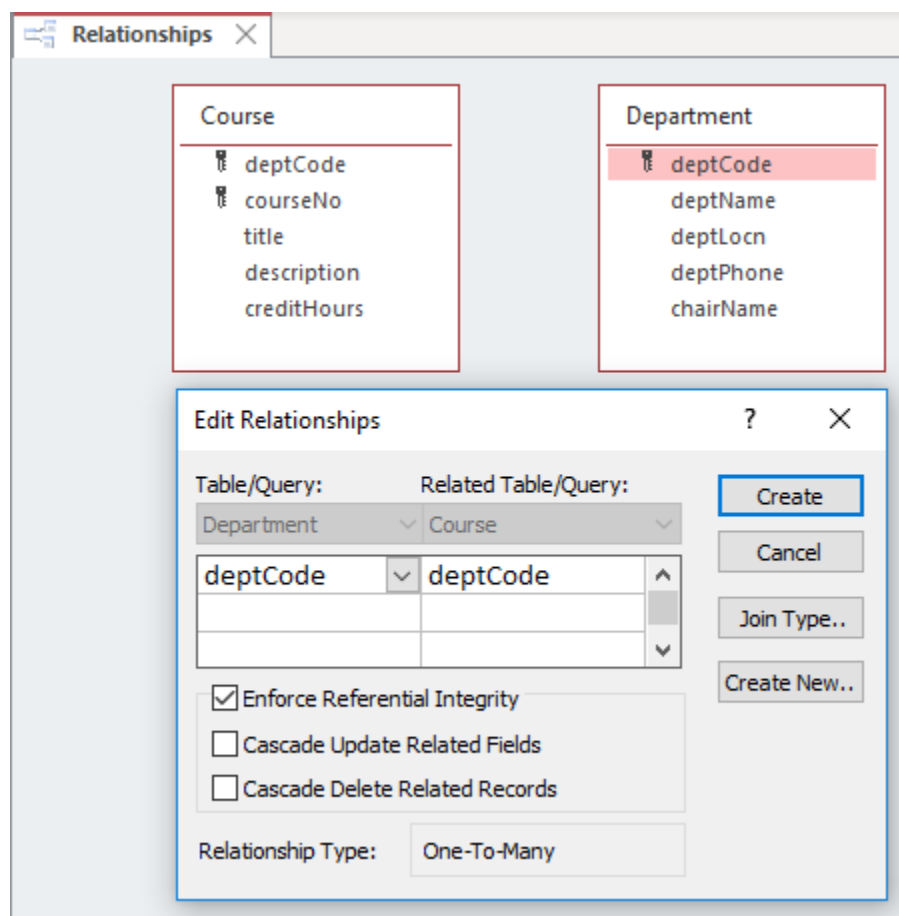 Relationships
Course
deptCode
courseNo
title
description
creditHours
Department
deptCode
deptName
deptLocn
deptPhone
chairName
Edit Relationships ?
Table/Query: Related Table/Query: Create
Department Course
Cancel
deptCode deptCode
Join Type..
Create New..
Enforce Referential Integrity
Cascade Update Related Fields
Cascade Delete Related Records
Relationship Type: One-To-Many